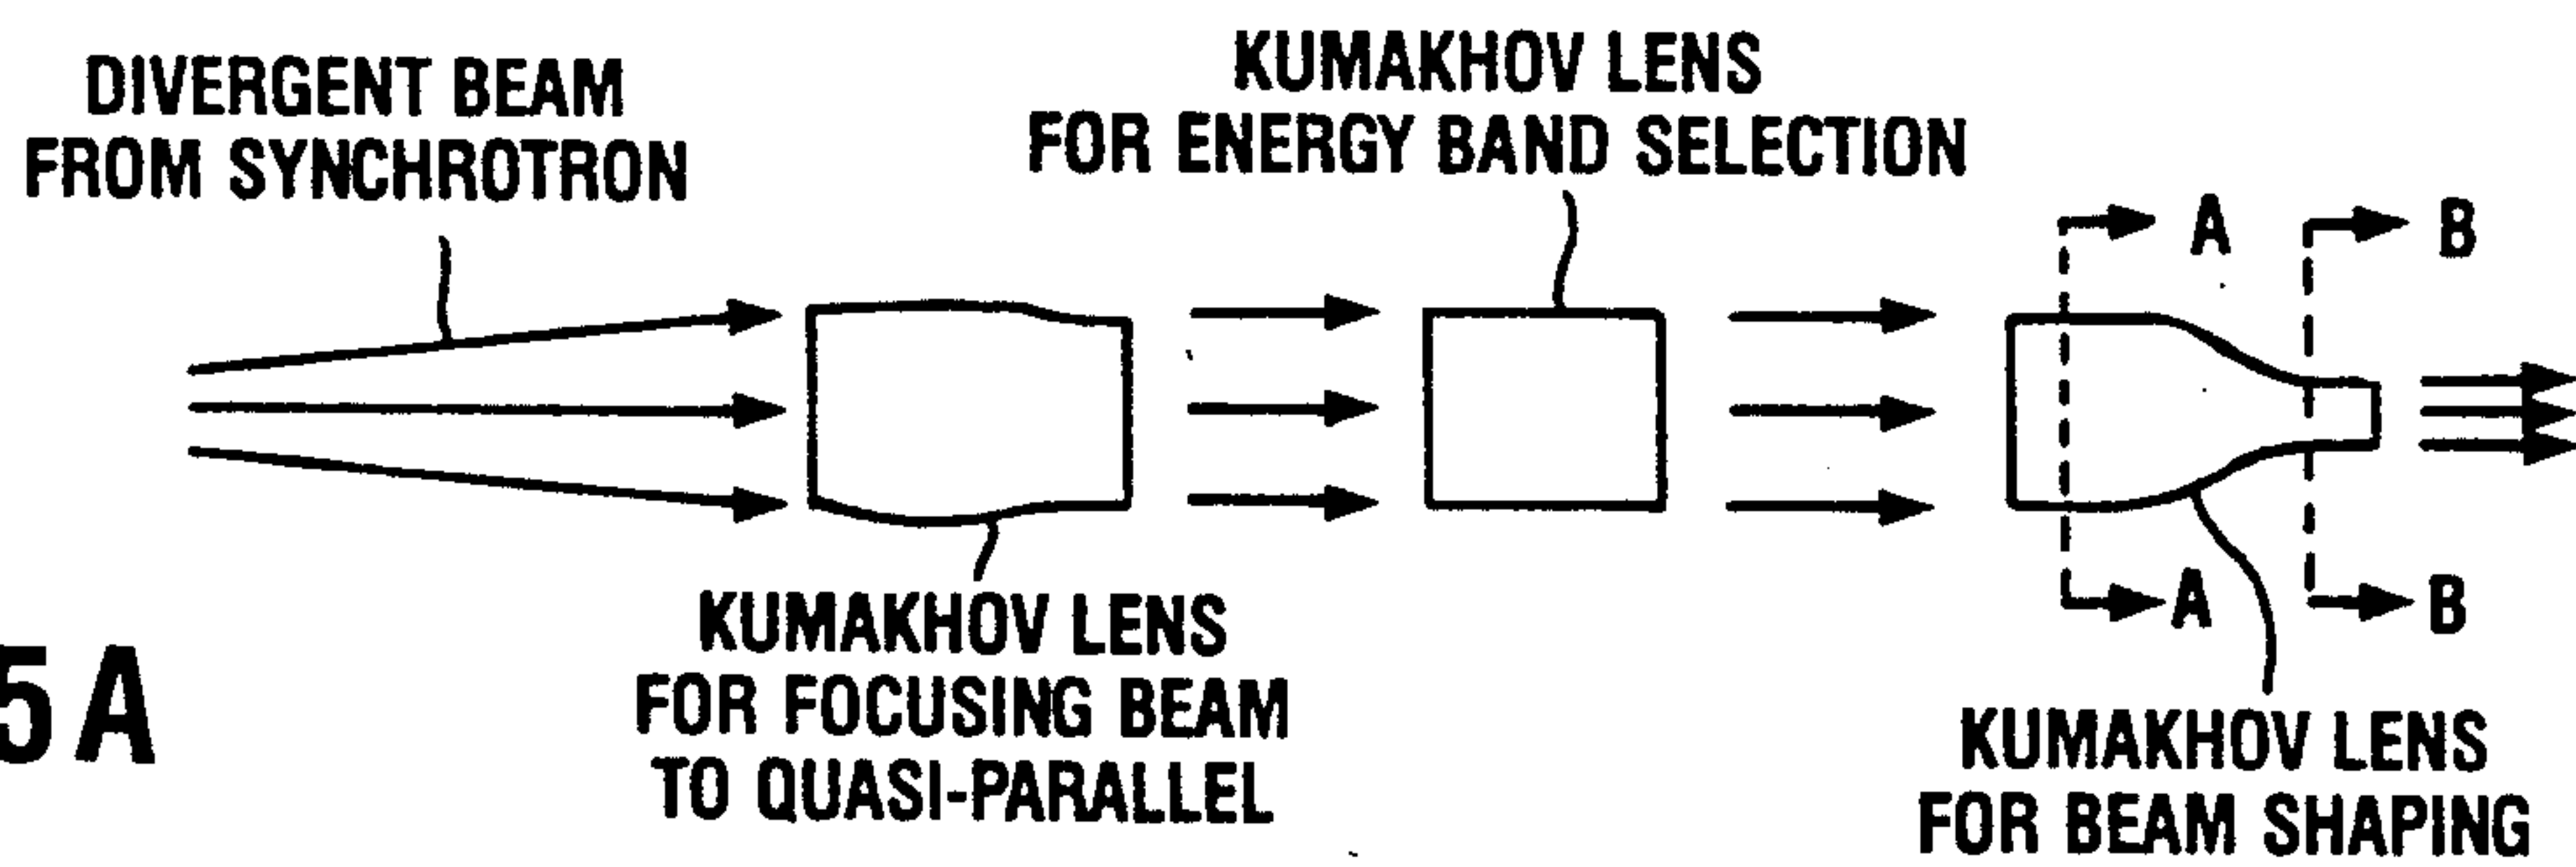 DIVERGENT BEAM
FROM SYNCHROTRON
KUMAKHOV LENS
FOR ENERGY BAND SELECTION
A
B
A
B
KUMAKHOV LENS
FOR FOCUSING BEAM
TO QUASI-PARALLEL
5A
KUMAKHOV LENS
FOR BEAM SHAPING